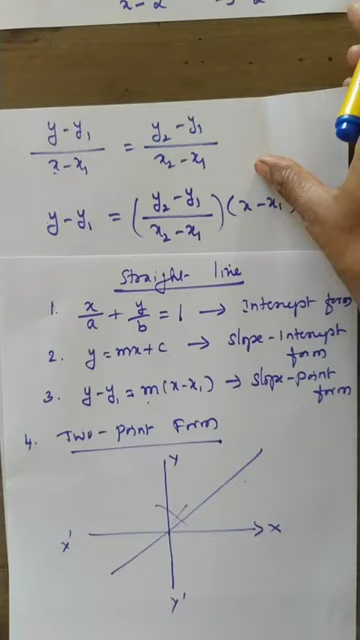 x-2
(y-y₁)/(x-x₁) = (y₂-y₁)/(x₂-x₁)
y-y₁ = ((y₂-y₁)/(x₂-x₁)) (x-x₁)
Straight line
1. x/a + y/b = 1 → Intercept form
2. y = mx+c → Slope-Intercept form
3. y-y₁ = m(x-x₁) → Slope-Point form
4. Two-Point Form
Y
X' X
Y'